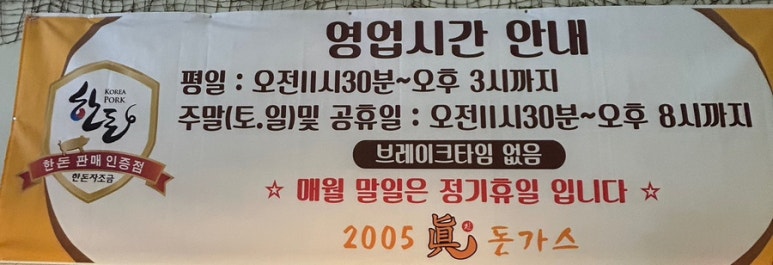 영업시간 안내
평일 : 오전11시30분~오후 3시까지
주말(토.일)및 공휴일 : 오전11시30분~오후 8시까지
브레이크타임 없음
☆ 매월 말일은 정기휴일 입니다 ☆
2005 眞 진 돈가스
KOREA
PORK
한돈
한돈 판매 인증점
한돈자조금